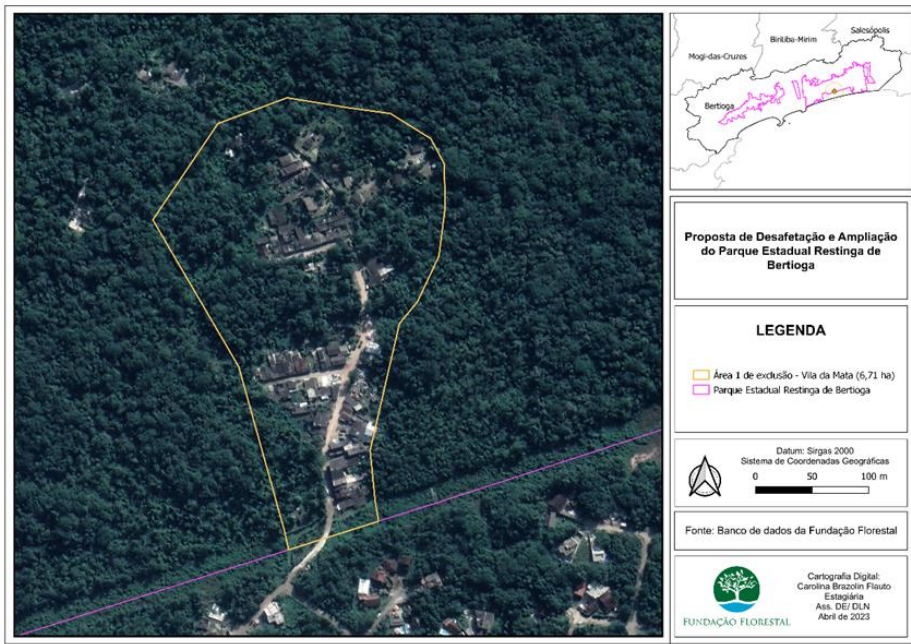 Salesópolis
Biritiba-Mirim
Mogi-das-Cruzes
Bertioga
Proposta de Desafetação e Ampliação
do Parque Estadual Restinga de
Bertioga
LEGENDA
Área 1 de exclusão - Vila da Mata (6,71 ha)
Parque Estadual Restinga de Bertioga
Datum: Sirgas 2000
Sistema de Coordenadas Geográficas
0 50 100 m
Fonte: Banco de dados da Fundação Florestal
FUNDAÇÃO FLORESTAL
Cartografia Digital:
Carolina Brazolin Flauto
Estagiária
Ass. DE/ DLN
Abril de 2023